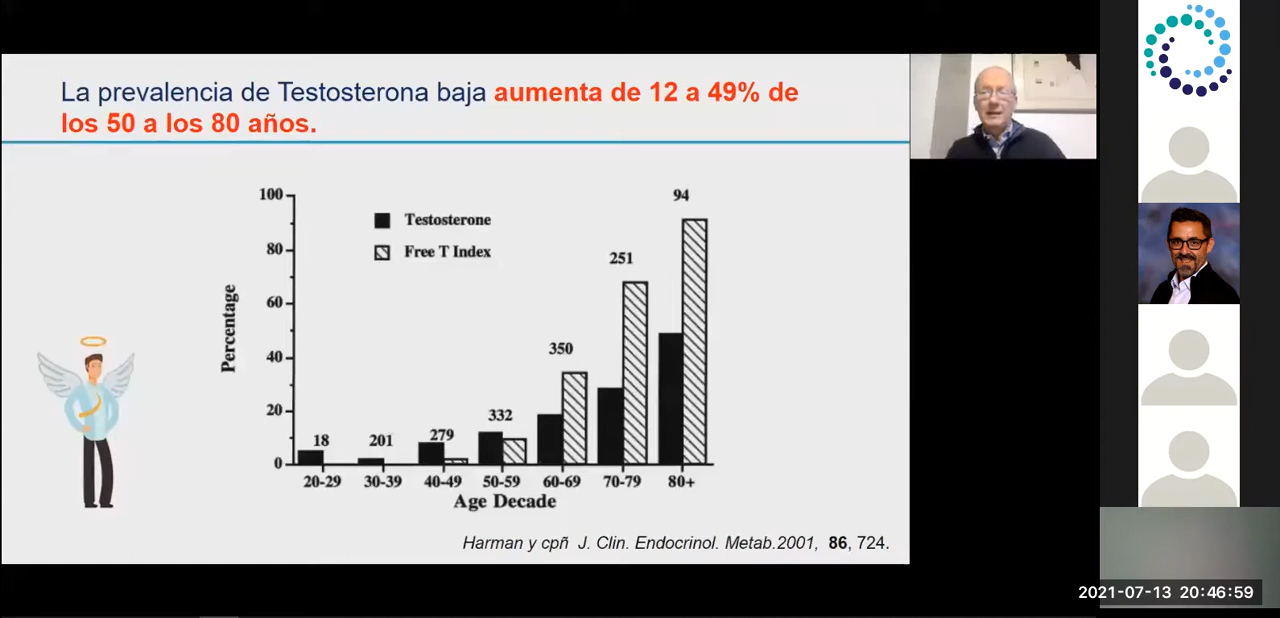 La prevalencia de Testosterona baja aumenta de 12 a 49% de
los 50 a los 80 años.
100
80
60
40
20
0
Percentage
Testosterone
Free T Index
18
201
279
332
350
251
94
20-29 30-39 40-49 50-59 60-69 70-79 80+
Age Decade
Harman y cpñ J. Clin. Endocrinol. Metab.2001, 86, 724.
2021-07-13 20:46:59